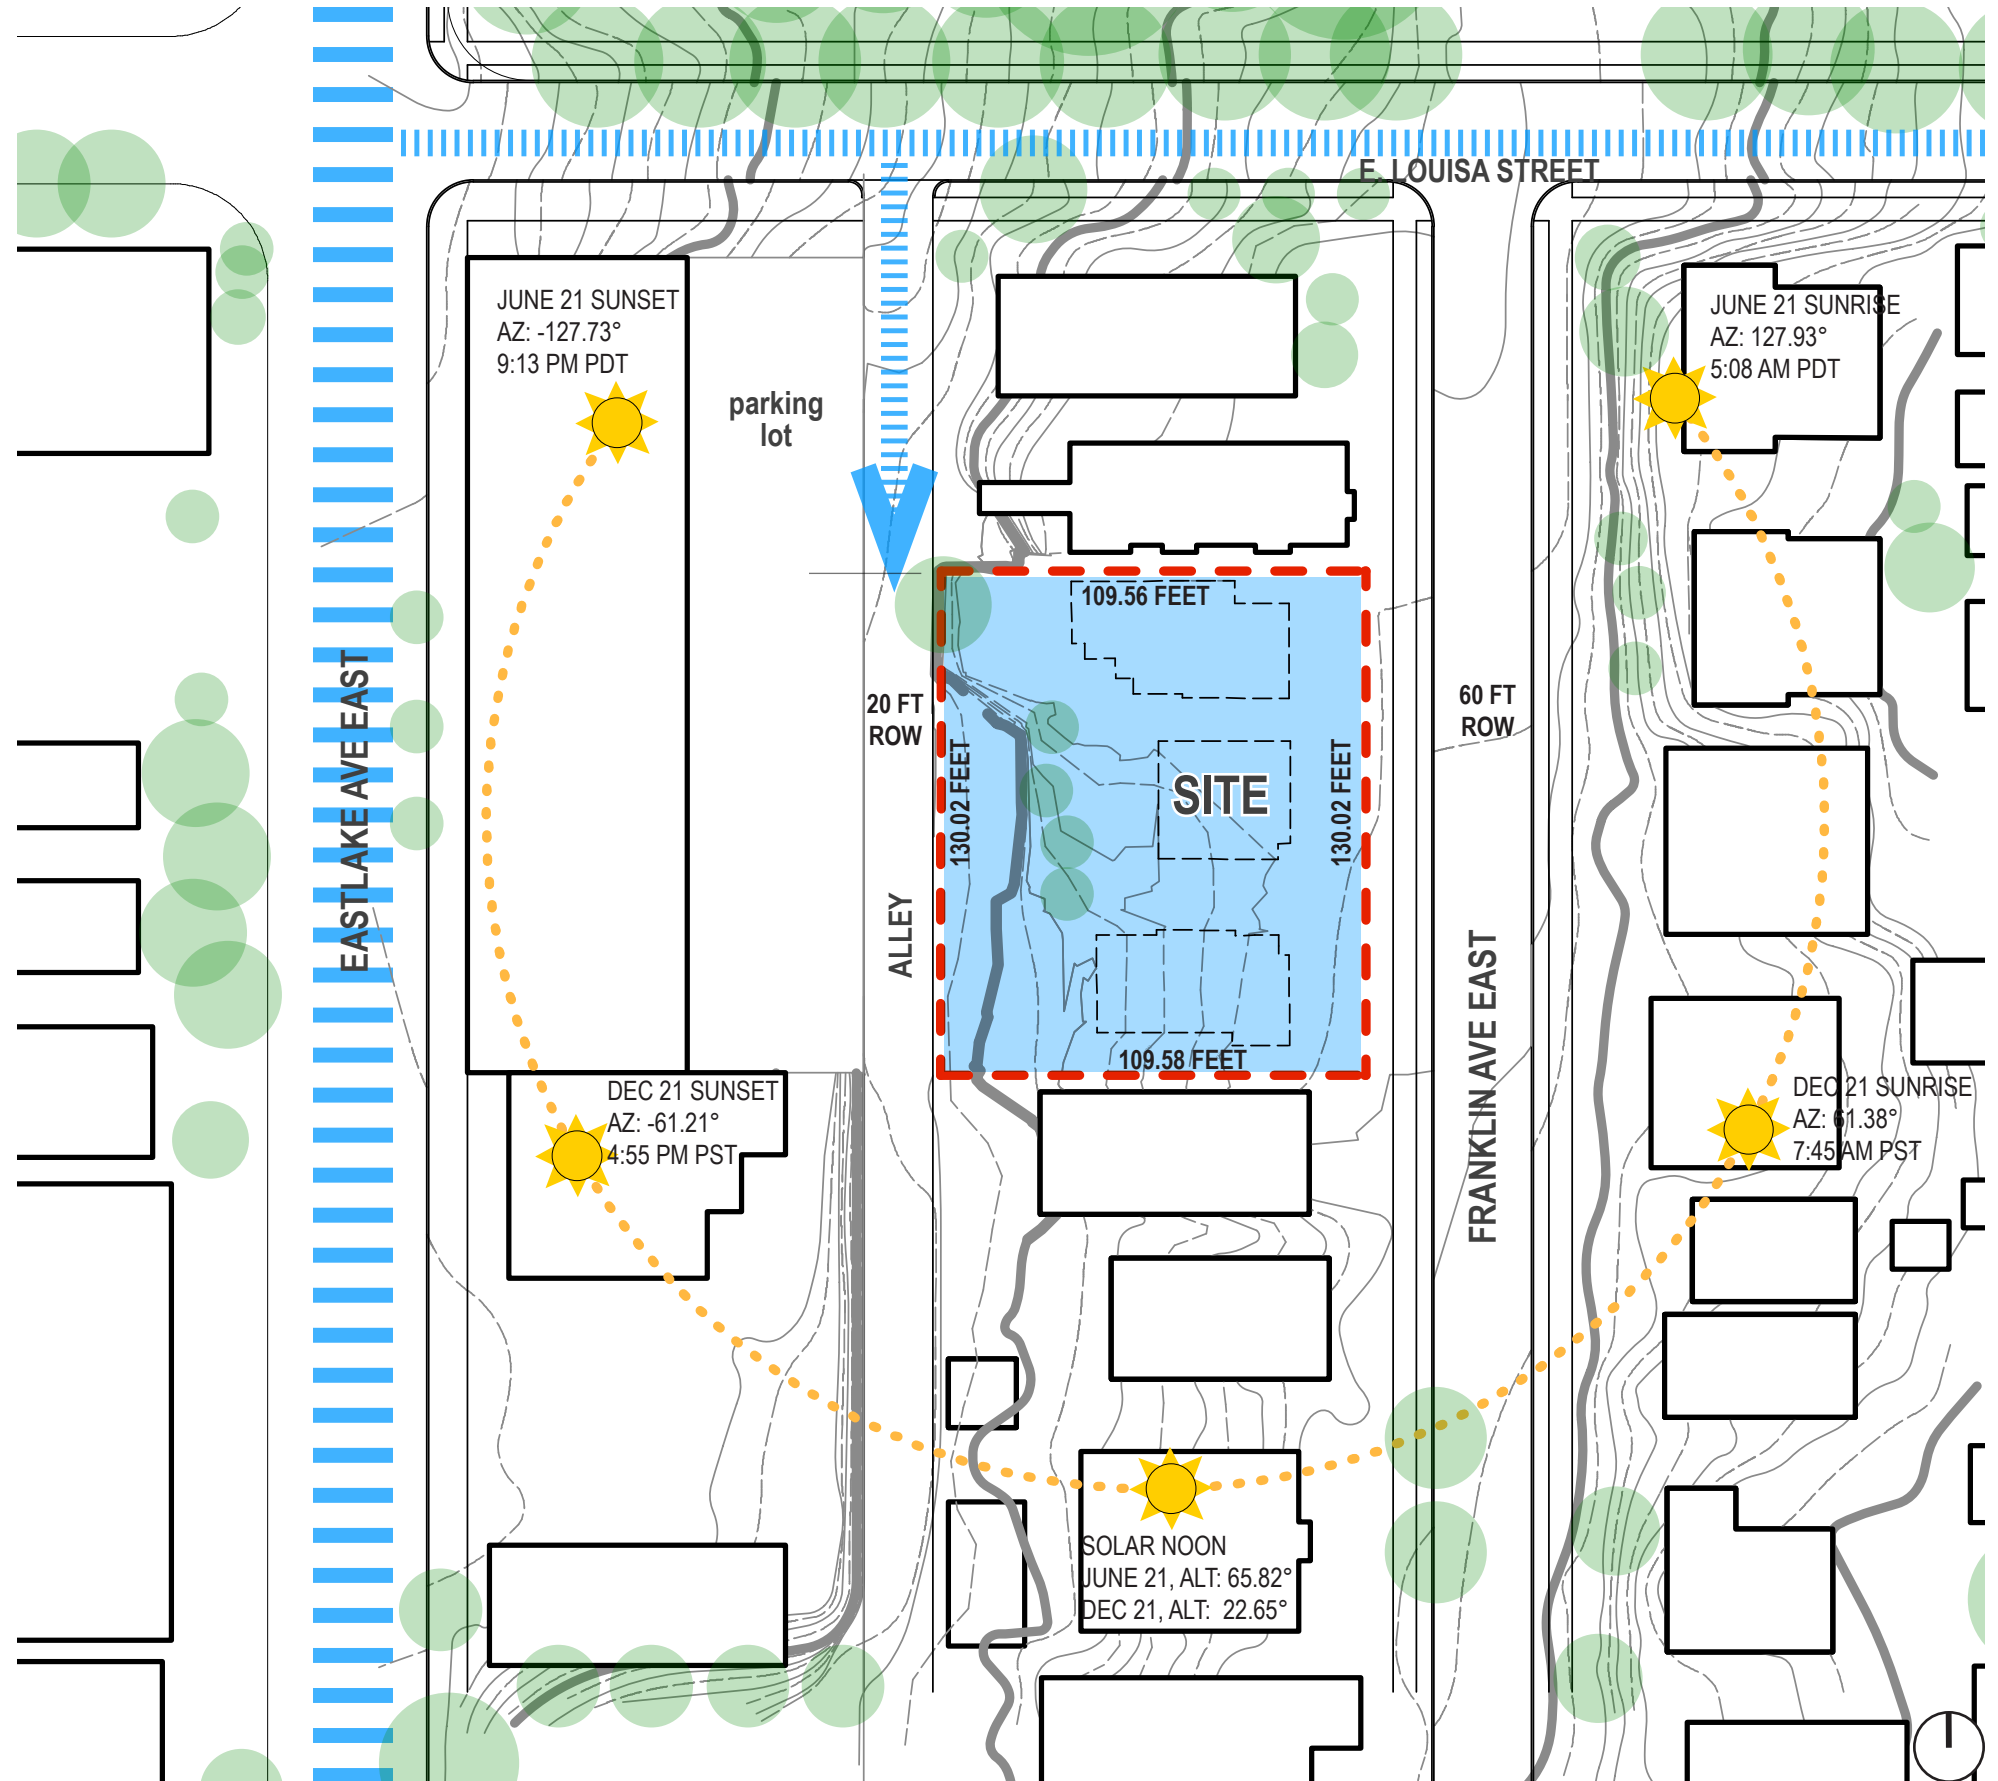 E. LOUISA STREET
JUNE 21 SUNSET
AZ: -127.73°
9:13 PM PDT
JUNE 21 SUNRISE
AZ: 127.93°
5:08 AM PDT
parking
lot
109.56 FEET
20 FT
ROW
60 FT
ROW
EASTLAKE AVE EAST
130.02 FEET
SITE
130.02 FEET
ALLEY
FRANKLIN AVE EAST
109.58 FEET
DEC 21 SUNSET
AZ: -61.21°
4:55 PM PST
DEC 21 SUNRISE
AZ: 61.38°
7:45 AM PST
SOLAR NOON
JUNE 21, ALT: 65.82°
DEC 21, ALT:  22.65°